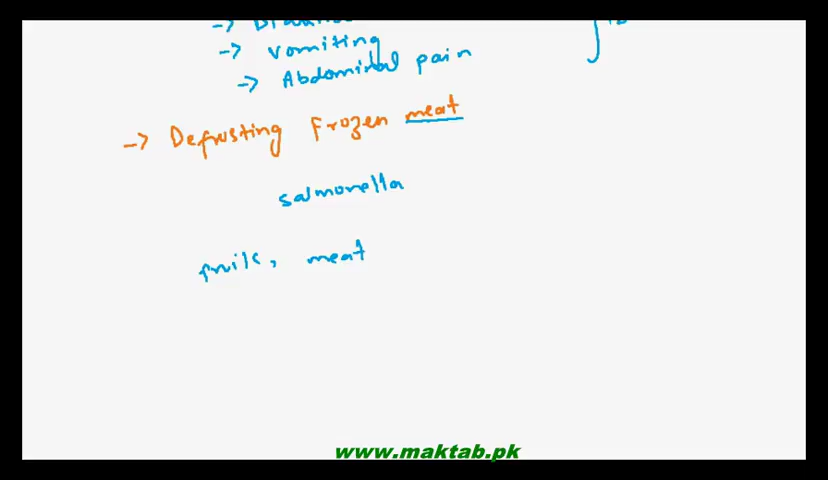 -> vomiting
-> Abdominal pain
-> Defrosting Frozen meat
salmonella
milk, meat
www.maktab.pk